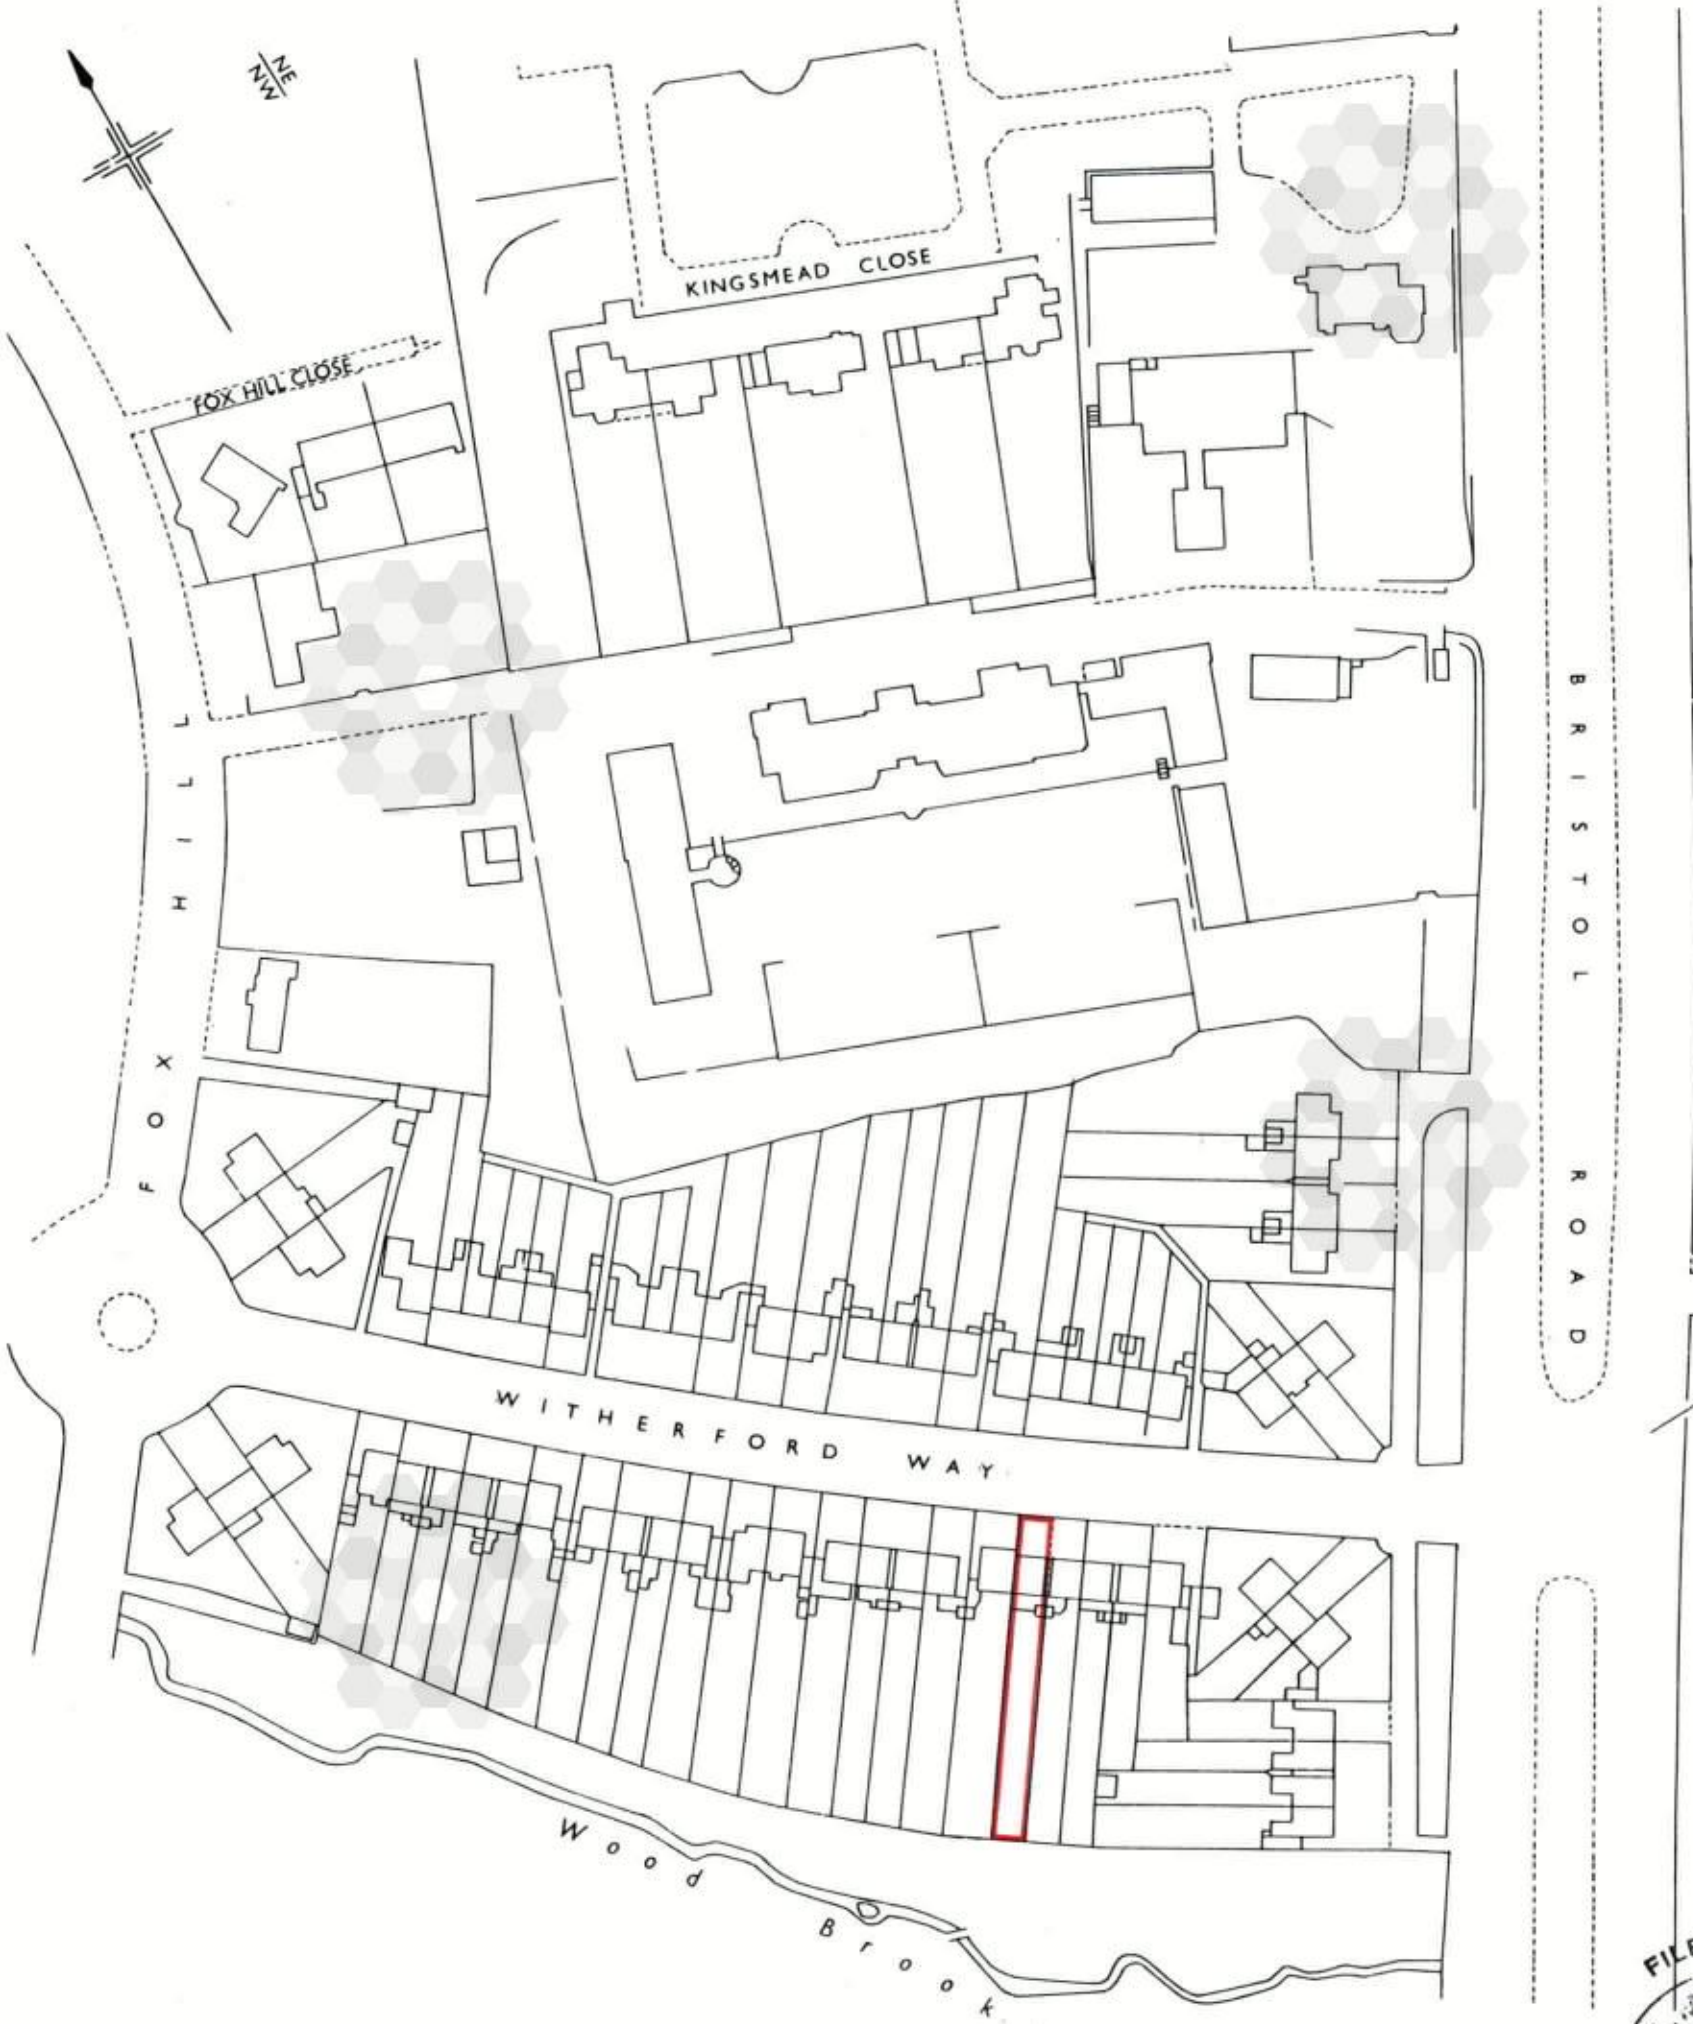 NE
NW
KINGSMEAD CLOSE
FOX HILL CLOSE
FOX HILL
BRISTOL ROAD
WITHERFORD WAY
Wood Brook